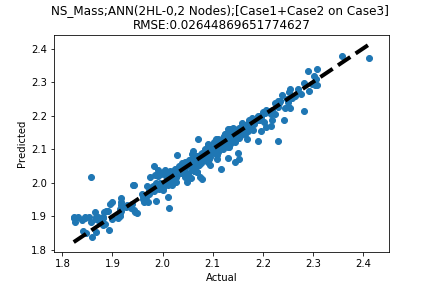 NS_Mass;ANN(2HL-0,2 Nodes);[Case1+Case2 on Case3]
RMSE:0.02644869651774627
2.4
2.3
2.2
2.1
2.0
1.9
1.8
Predicted
1.8 1.9 2.0 2.1 2.2 2.3 2.4
Actual